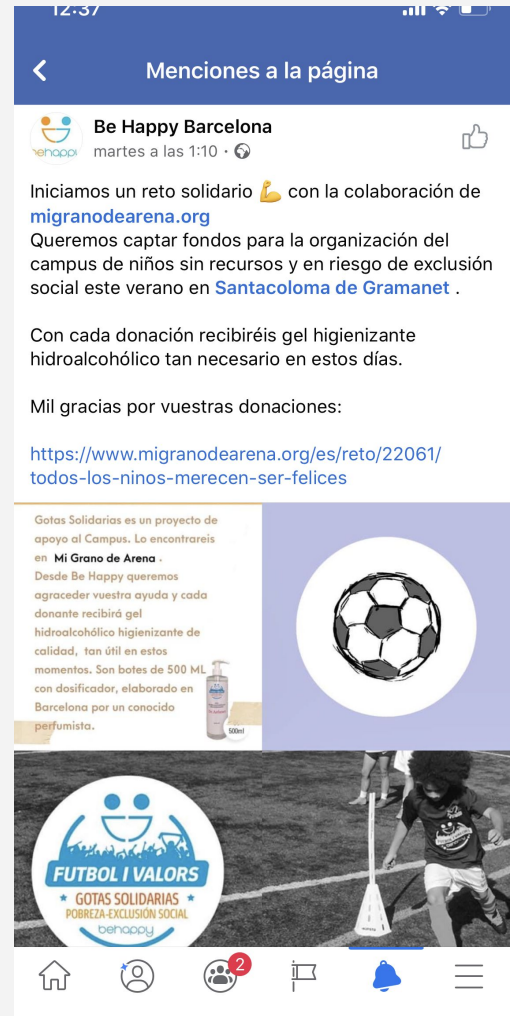 12:37
Menciones a la página
Be Happy Barcelona
behappy
martes a las 1:10 ·
Iniciamos un reto solidario 💪 con la colaboración de
migranodearena.org
Queremos captar fondos para la organización del
campus de niños sin recursos y en riesgo de exclusión
social este verano en Santacoloma de Gramanet .
Con cada donación recibiréis gel higienizante
hidroalcohólico tan necesario en estos días.
Mil gracias por vuestras donaciones:
https://www.migranodearena.org/es/reto/22061/
todos-los-ninos-merecen-ser-felices
Gotas Solidarias es un proyecto de
apoyo al Campus. Lo encontrareis
en Mi Grano de Arena .
Desde Be Happy queremos
agraceder vuestra ayuda y cada
donante recibirá gel
hidroalcohólico higienizante de
calidad, tan útil en estos
momentos. Son botes de 500 ML
con dosificador, elaborado en
Barcelona por un conocido
perfumista.
500ml
FUTBOL I VALORS
GOTAS SOLIDARIAS
POBREZA-EXCLUSIÓN SOCIAL
behappy
2